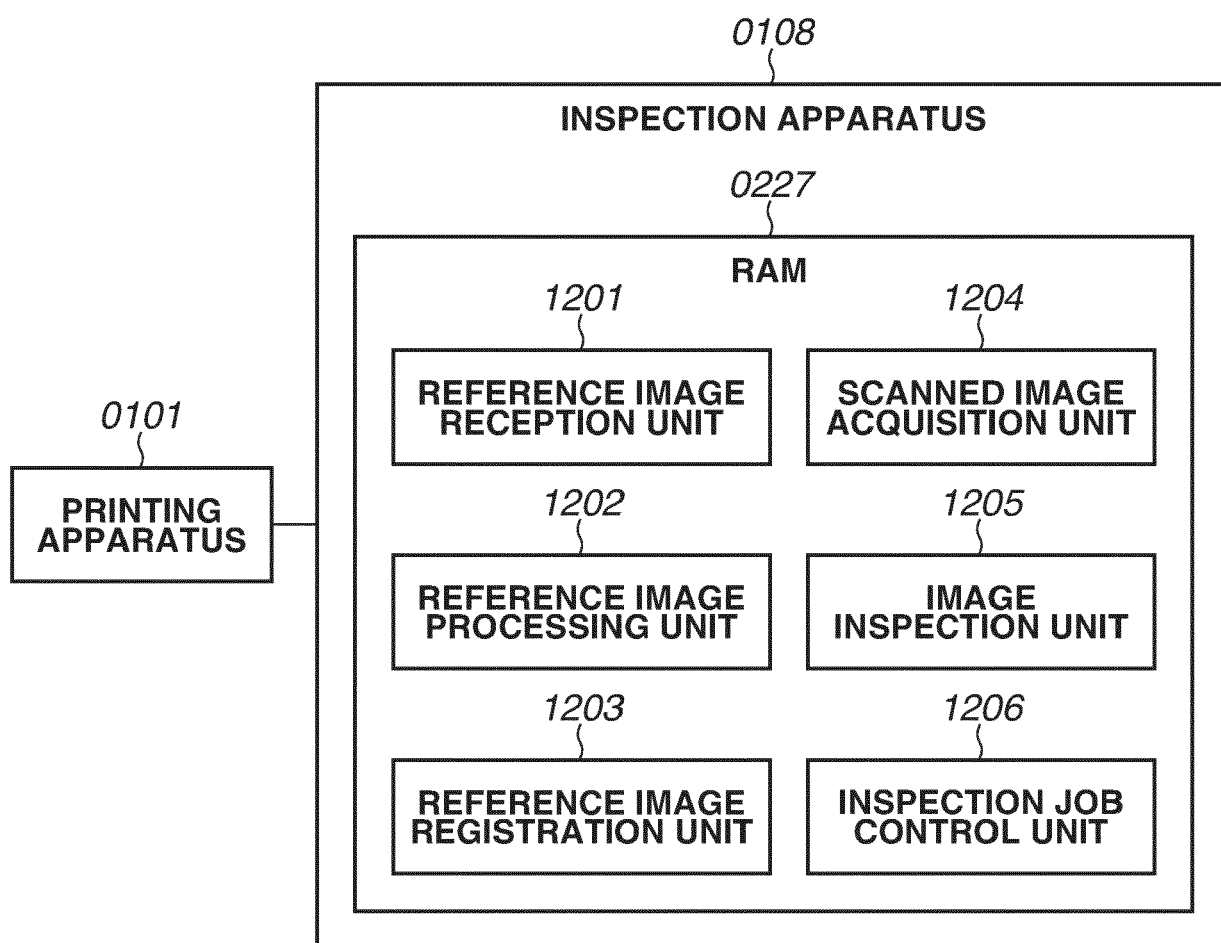 0108
INSPECTION APPARATUS
0227
RAM
1201
REFERENCE IMAGE
RECEPTION UNIT
1204
SCANNED IMAGE
ACQUISITION UNIT
0101
PRINTING
APPARATUS
1202
REFERENCE IMAGE
PROCESSING UNIT
1205
IMAGE
INSPECTION UNIT
1203
REFERENCE IMAGE
REGISTRATION UNIT
1206
INSPECTION JOB
CONTROL UNIT